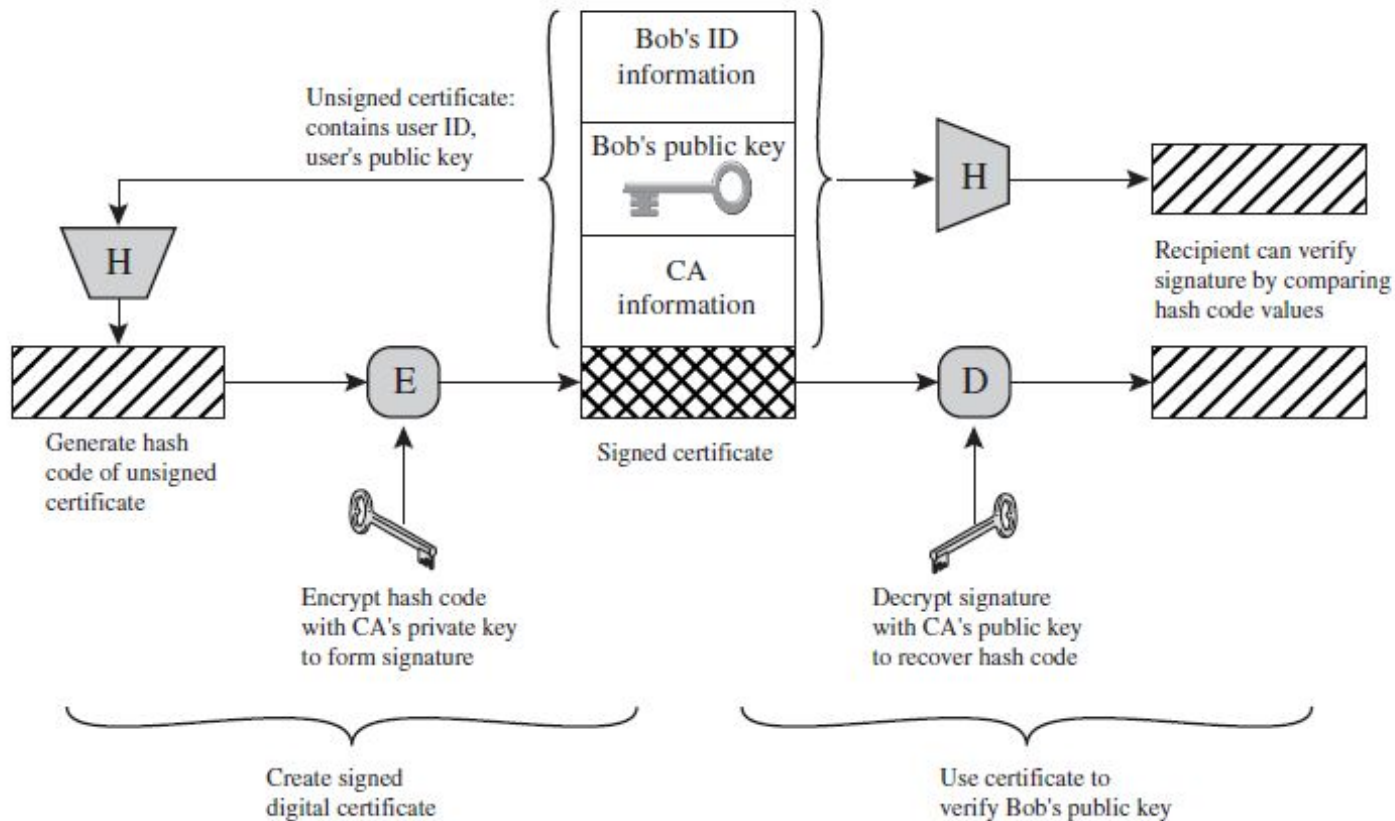 Bob's ID
information
Unsigned certificate:
contains user ID,
user's public key
Bob's public key
H
H
CA
information
Recipient can verify
signature by comparing
hash code values
E
D
Generate hash
code of unsigned
certificate
Signed certificate
Encrypt hash code
with CA's private key
to form signature
Decrypt signature
with CA's public key
to recover hash code
Create signed
digital certificate
Use certificate to
verify Bob's public key